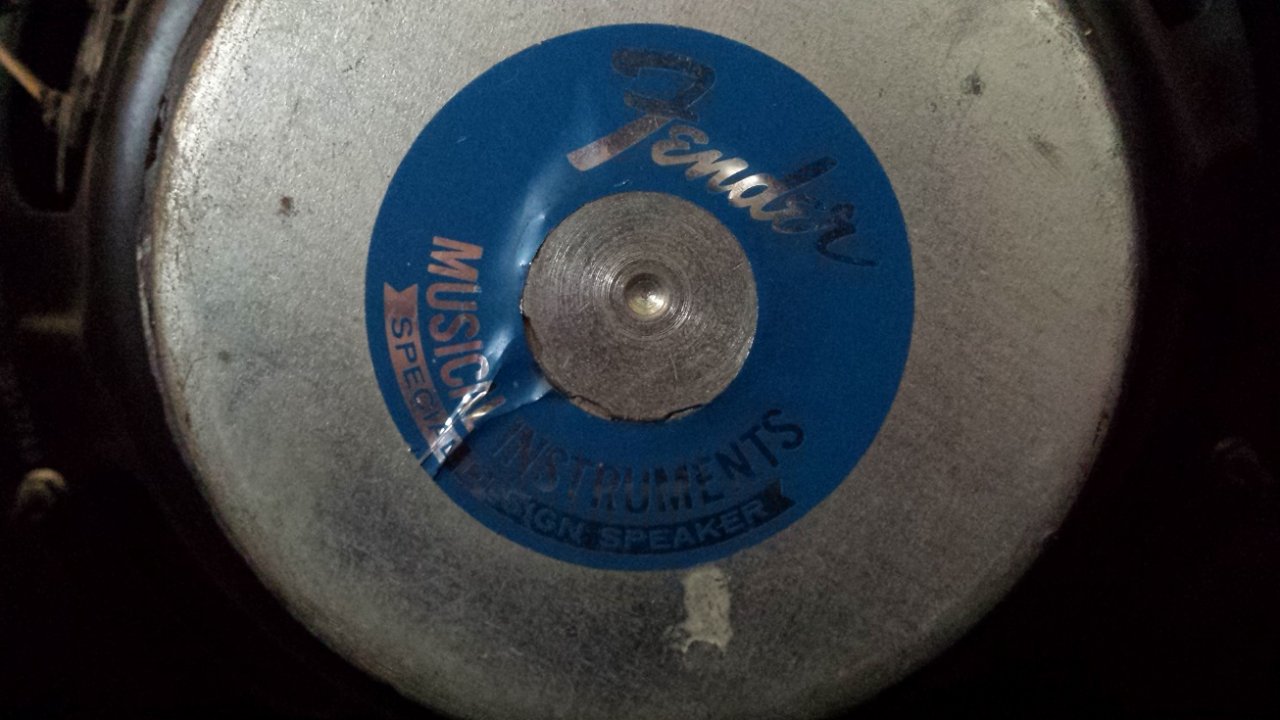 Fender
MUSICAL INSTRUMENTS
SPECIAL DESIGN SPEAKER